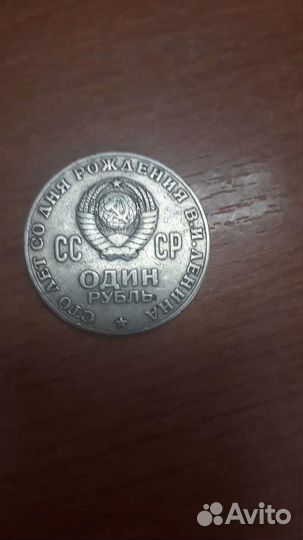 СТО ЛЕТ СО ДНЯ РОЖДЕНИЯ В.И.ЛЕНИНА
СС СР
ОДИН
РУБЛЬ
Avito